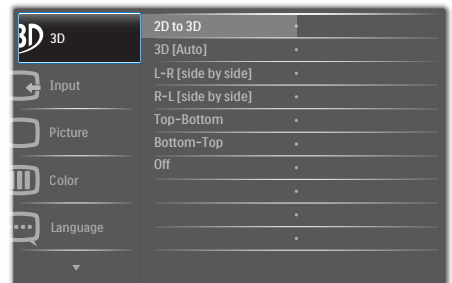 3D
3D
Input
Picture
Color
Language
2D to 3D
3D [Auto]
L-R [side by side]
R-L [side by side]
Top-Bottom
Bottom-Top
Off